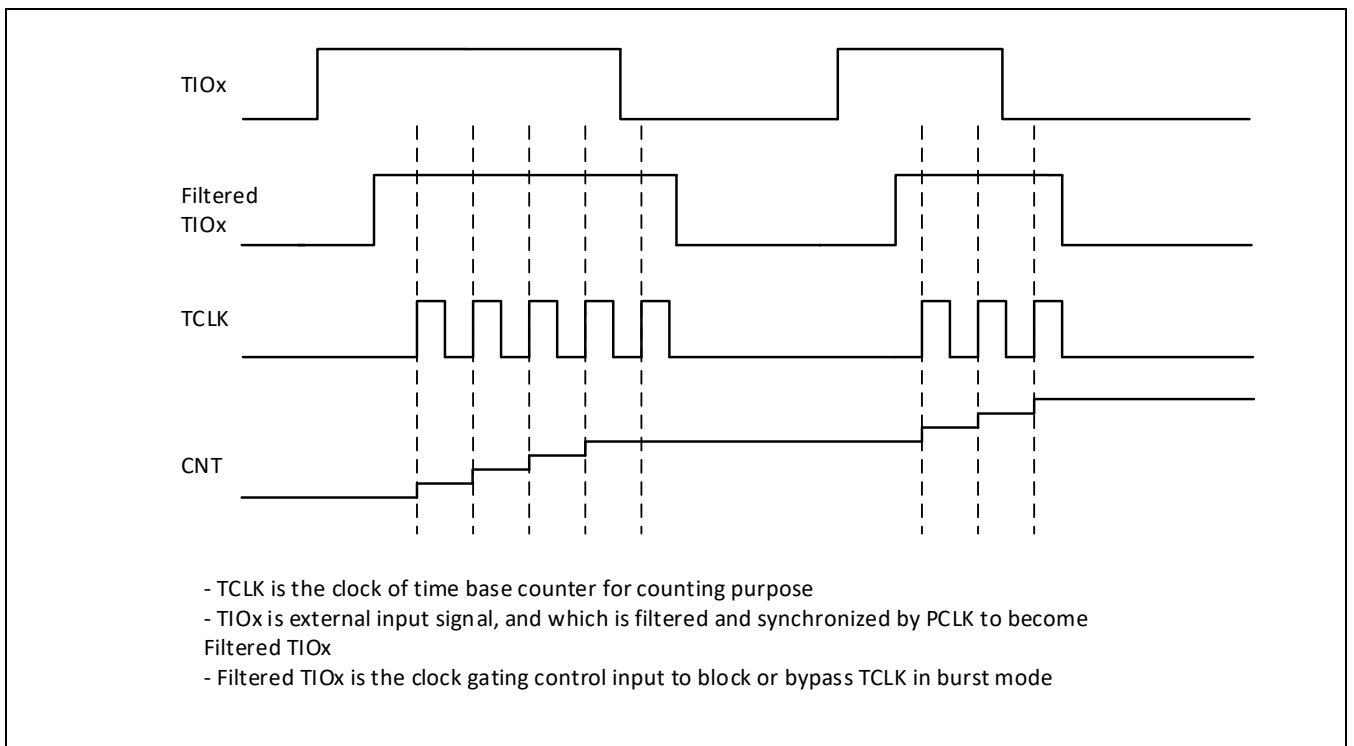 TIOx
Filtered
TIOx
TCLK
CNT
- TCLK is the clock of time base counter for counting purpose
- TIOx is external input signal, and which is filtered and synchronized by PCLK to become
Filtered TIOx
- Filtered TIOx is the clock gating control input to block or bypass TCLK in burst mode